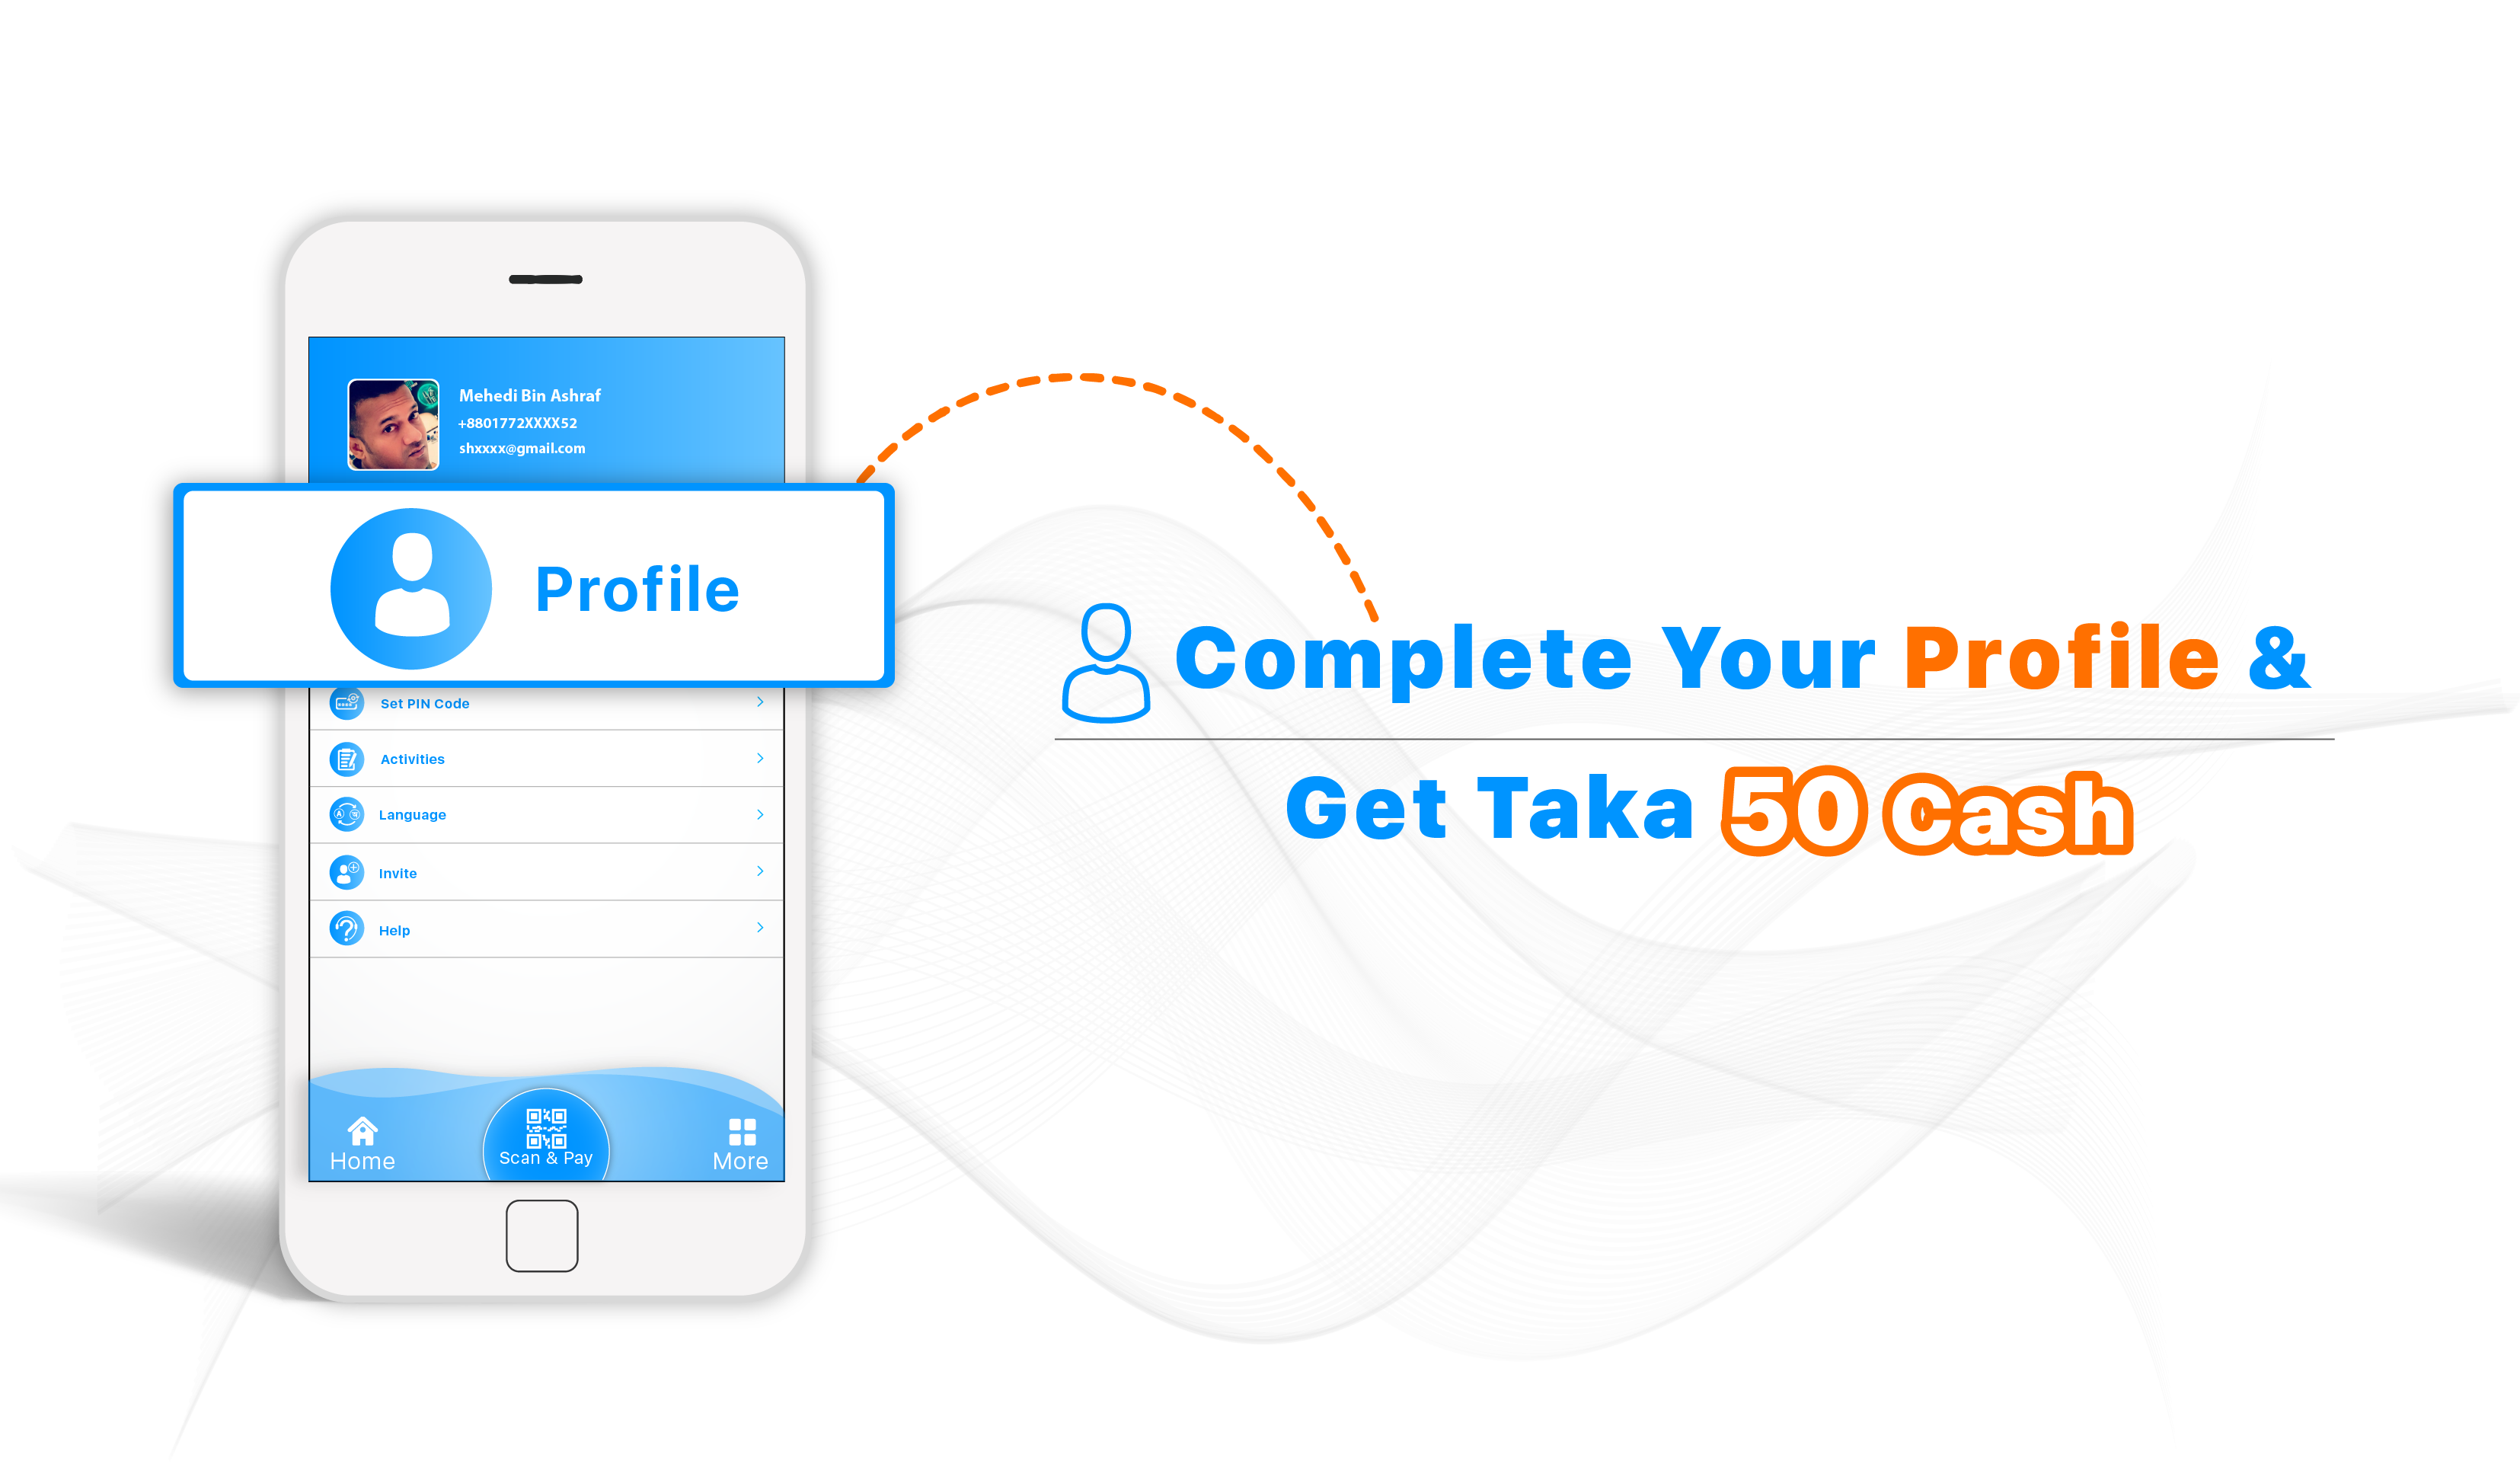 Mehedi Bin Ashraf
+8801772XXXX52
shxxxx@gmail.com
Profile
Set PIN Code
Activities
Language
Invite
Help
Home
Scan & Pay
More
Complete Your Profile &
Get Taka 50 Cash